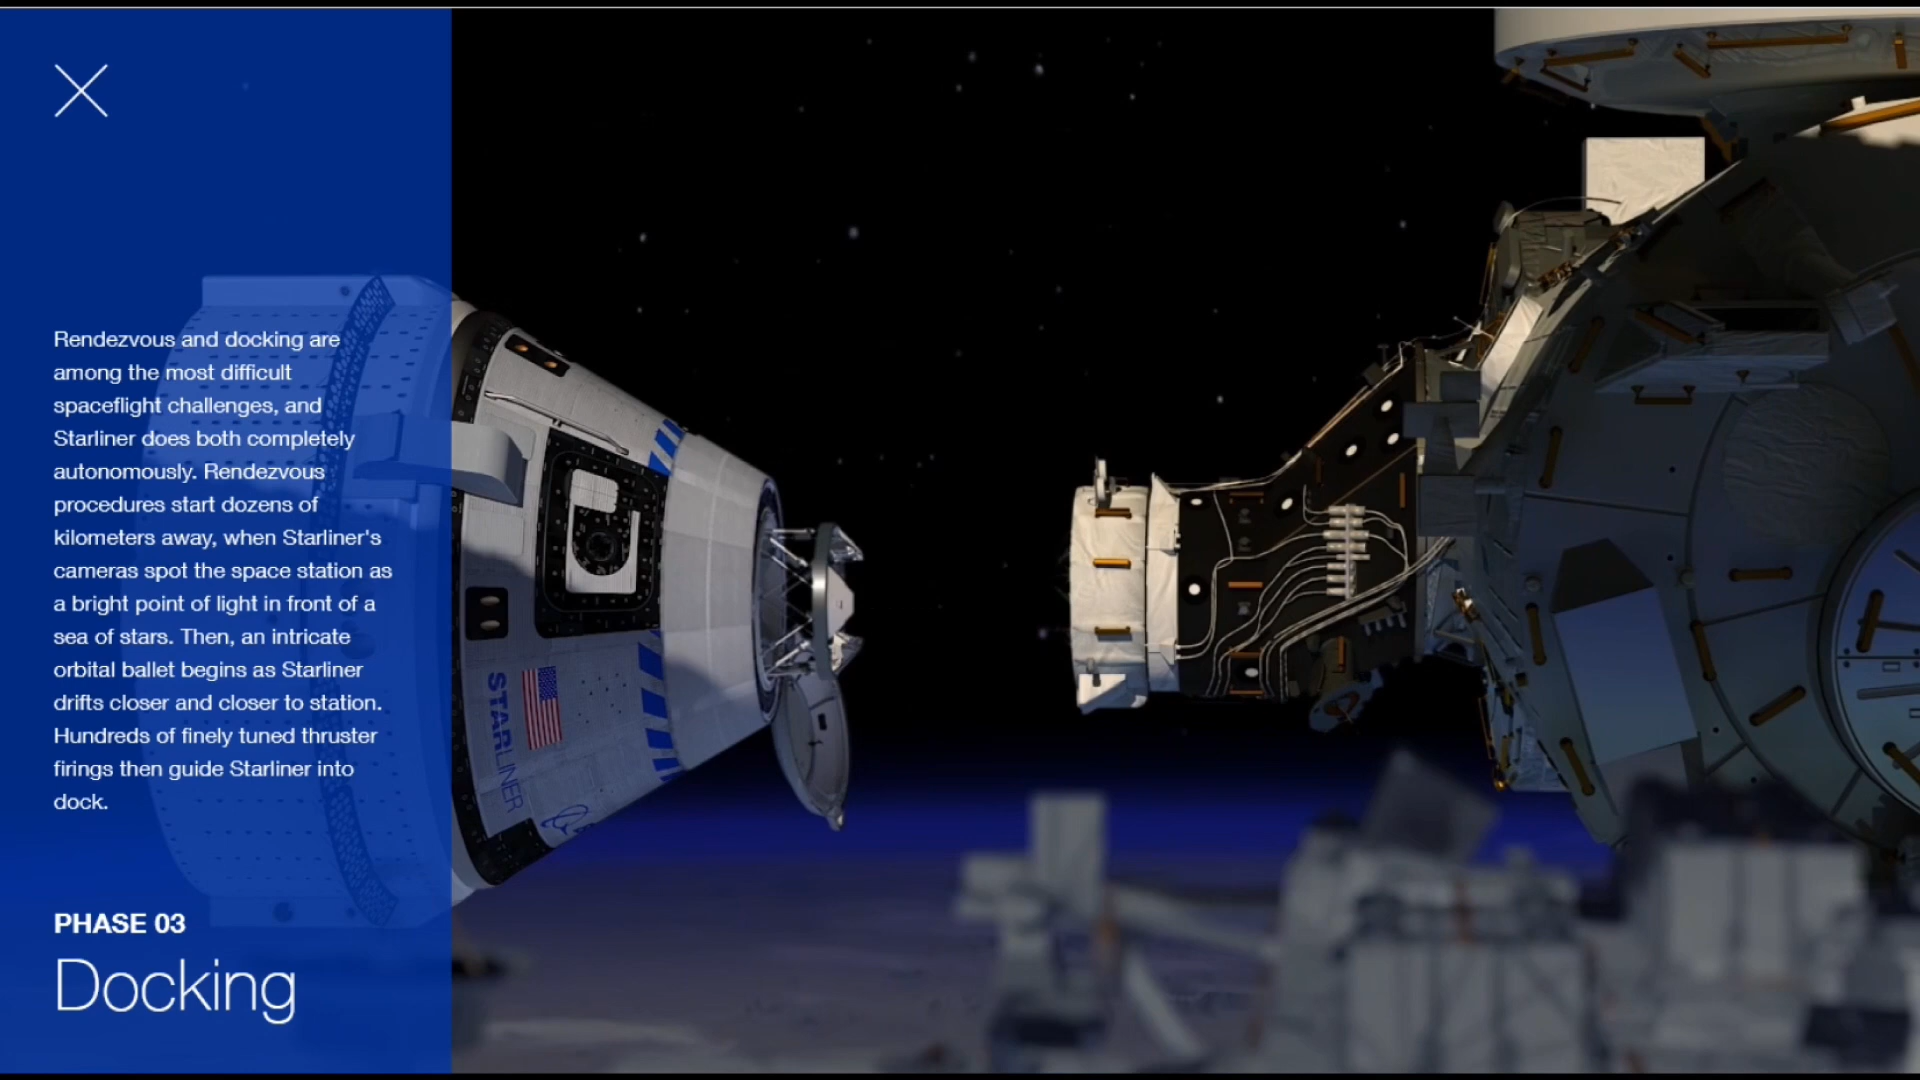 Rendezvous and docking are
among the most difficult
spaceflight challenges, and
Starliner does both completely
autonomously. Rendezvous
procedures start dozens of
kilometers away, when Starliner's
cameras spot the space station as
a bright point of light in front of a
sea of stars. Then, an intricate
orbital ballet begins as Starliner
drifts closer and closer to station.
Hundreds of finely tuned thruster
firings then guide Starliner into
dock.
PHASE 03
Docking
STARLINER